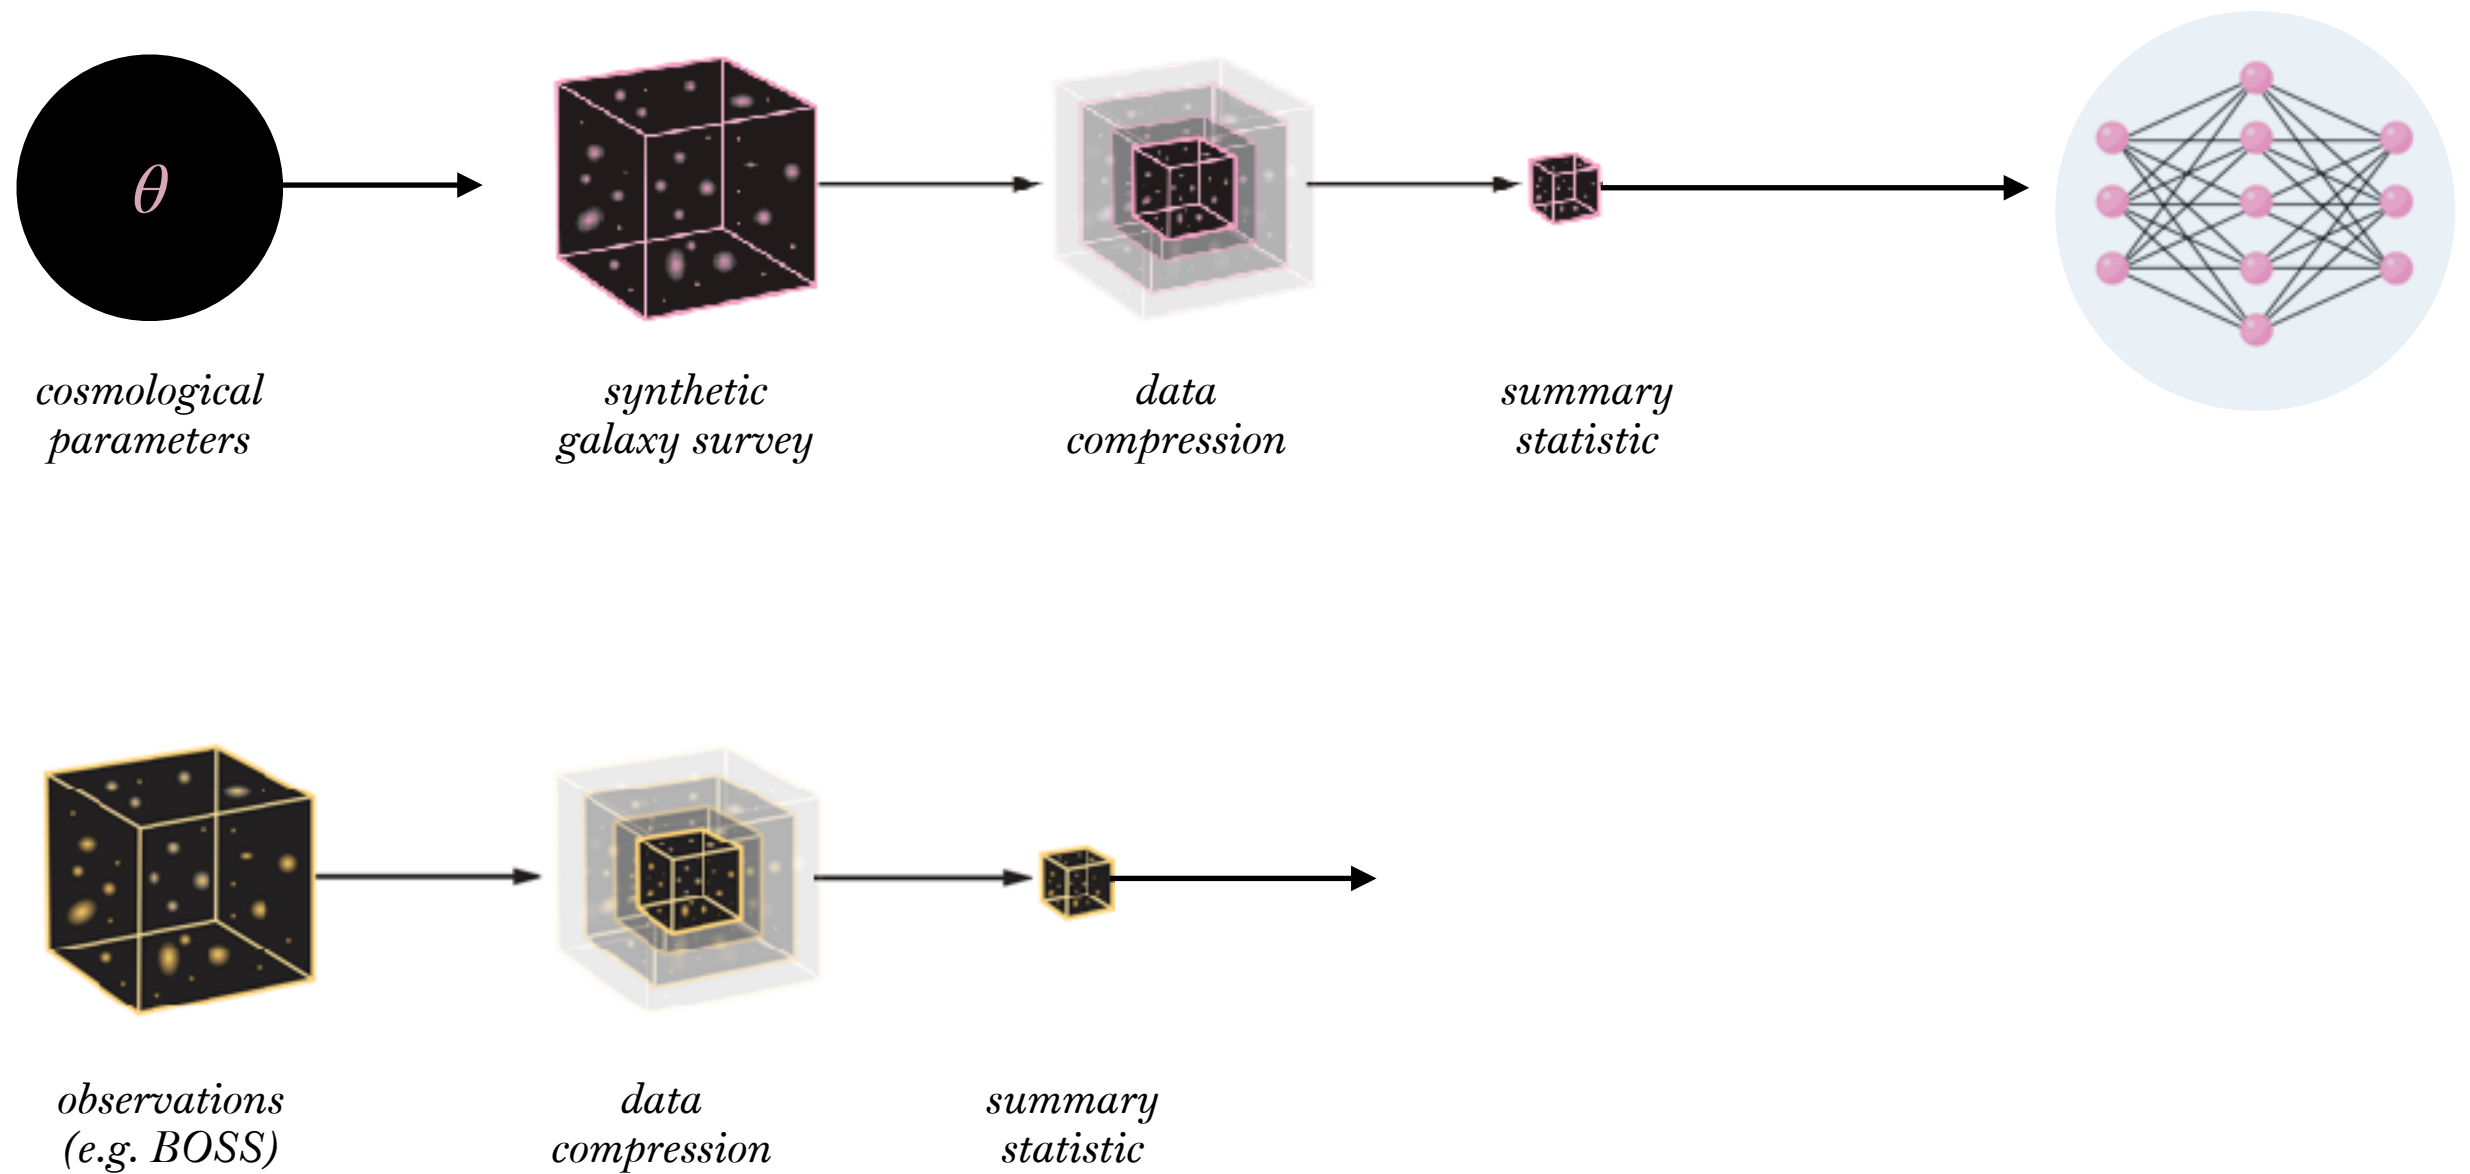 θ
cosmological
parameters
synthetic
galaxy survey
data
compression
summary
statistic
observations
(e.g. BOSS)
data
compression
summary
statistic